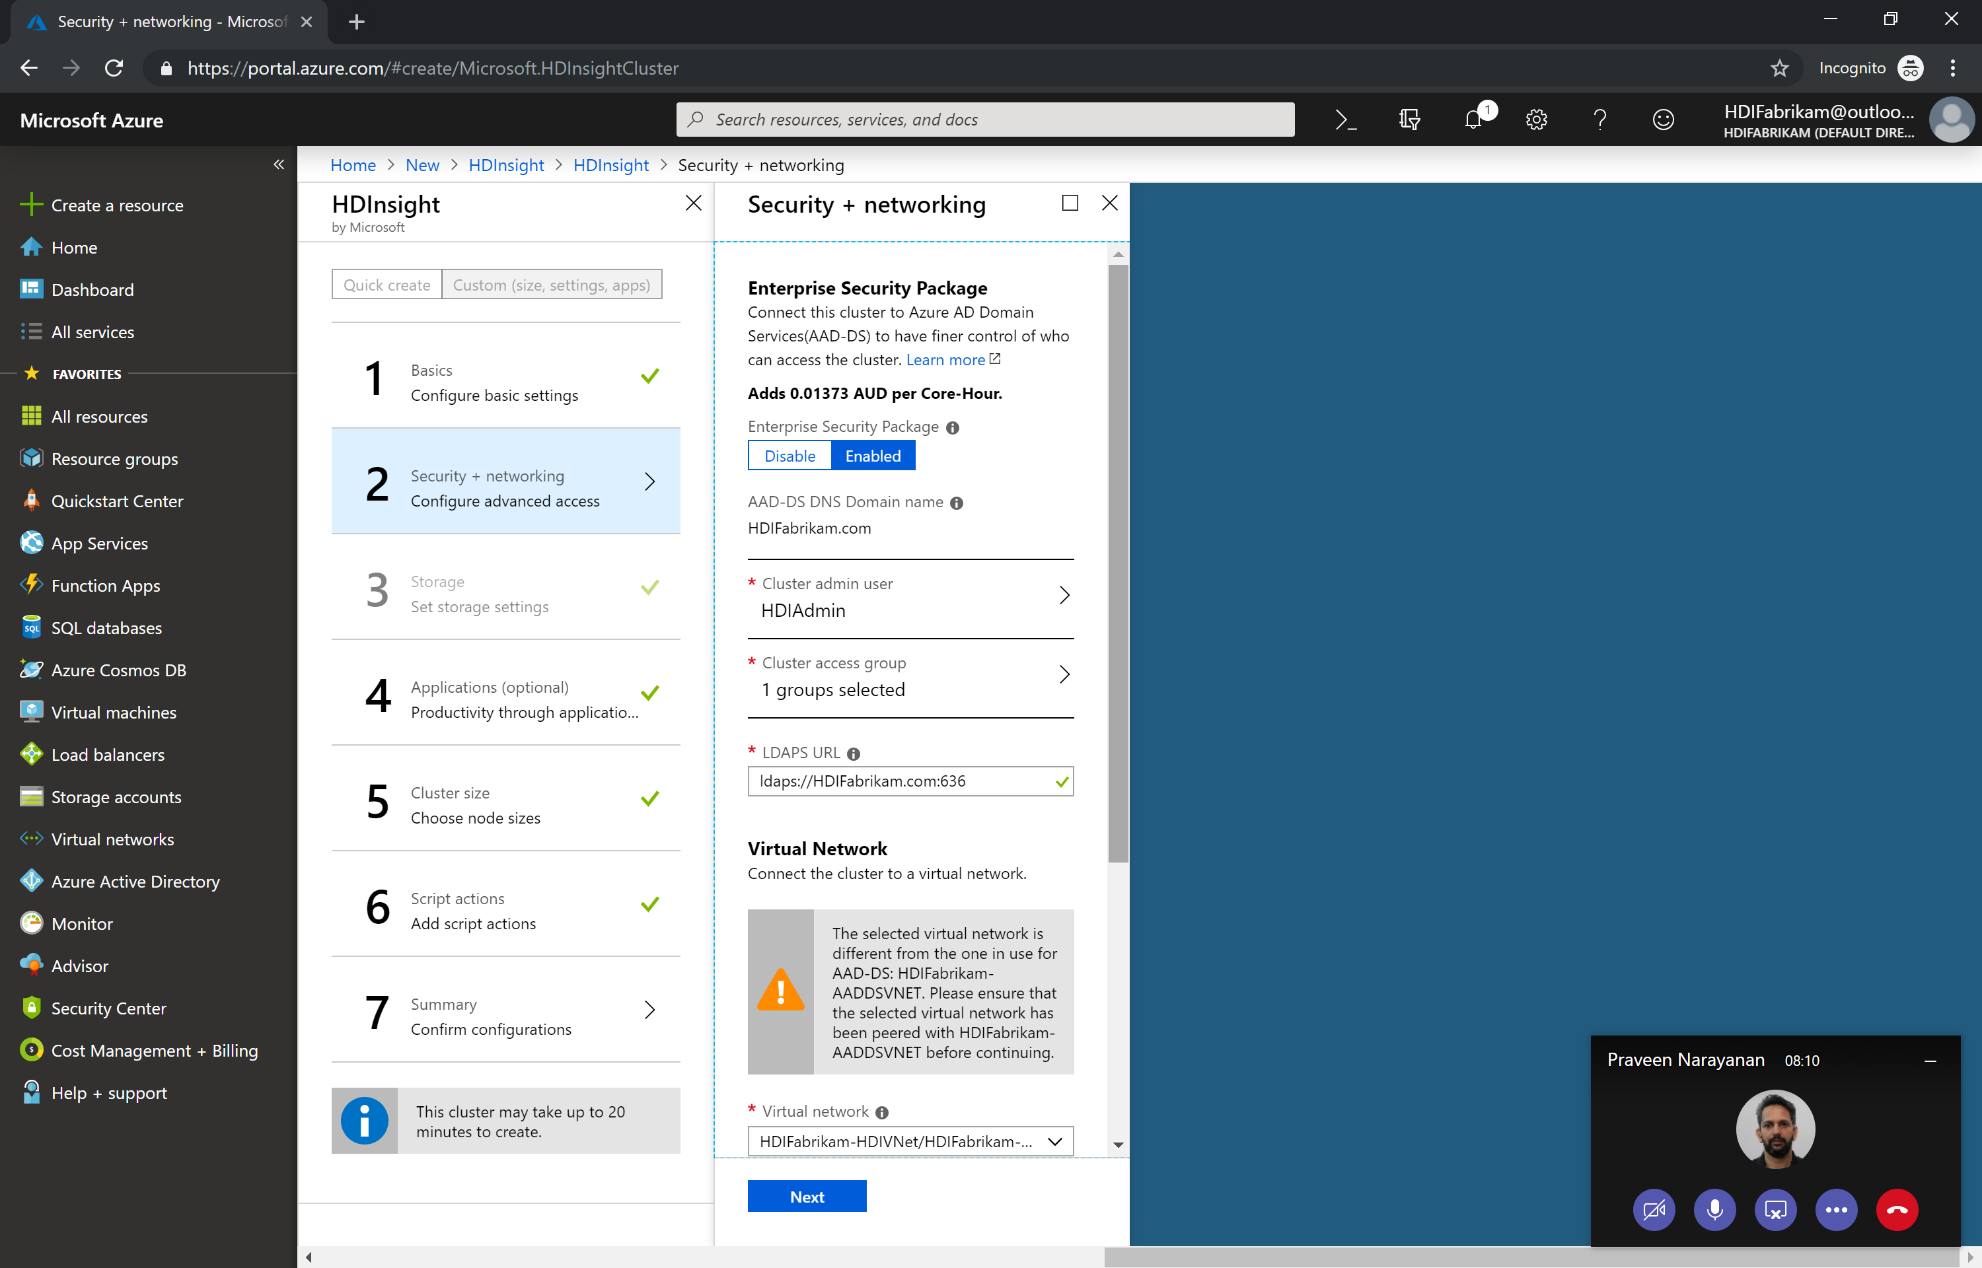 Security + networking - Microsof
https://portal.azure.com/#create/Microsoft.HDInsightCluster
Incognito
Microsoft Azure
Search resources, services, and docs
1
HDIFabrikam@outloo...
HDIFABRIKAM (DEFAULT DIRE...
Home > New > HDInsight > HDInsight > Security + networking
Create a resource
Home
Dashboard
All services
FAVORITES
All resources
Resource groups
Quickstart Center
App Services
Function Apps
SQL
SQL databases
Azure Cosmos DB
Virtual machines
Load balancers
Storage accounts
Virtual networks
Azure Active Directory
Monitor
Advisor
Security Center
Cost Management + Billing
Help + support
HDInsight
by Microsoft
Quick create
Custom (size, settings, apps)
1
Basics
Configure basic settings
2
Security + networking
Configure advanced access
3
Storage
Set storage settings
4
Applications (optional)
Productivity through applicatio...
5
Cluster size
Choose node sizes
6
Script actions
Add script actions
7
Summary
Confirm configurations
This cluster may take up to 20
minutes to create.
Security + networking
Enterprise Security Package
Connect this cluster to Azure AD Domain
Services(AAD-DS) to have finer control of who
can access the cluster. Learn more
Adds 0.01373 AUD per Core-Hour.
Enterprise Security Package
Disable
Enabled
AAD-DS DNS Domain name
HDIFabrikam.com
* Cluster admin user
HDIAdmin
* Cluster access group
1 groups selected
* LDAPS URL
ldaps://HDIFabrikam.com:636
Virtual Network
Connect the cluster to a virtual network.
The selected virtual network is
different from the one in use for
AAD-DS: HDIFabrikam-
AADDSVNET. Please ensure that
the selected virtual network has
been peered with HDIFabrikam-
AADDSVNET before continuing.
* Virtual network
HDIFabrikam-HDIVNet/HDIFabrikam-...
Next
Praveen Narayanan 08:10